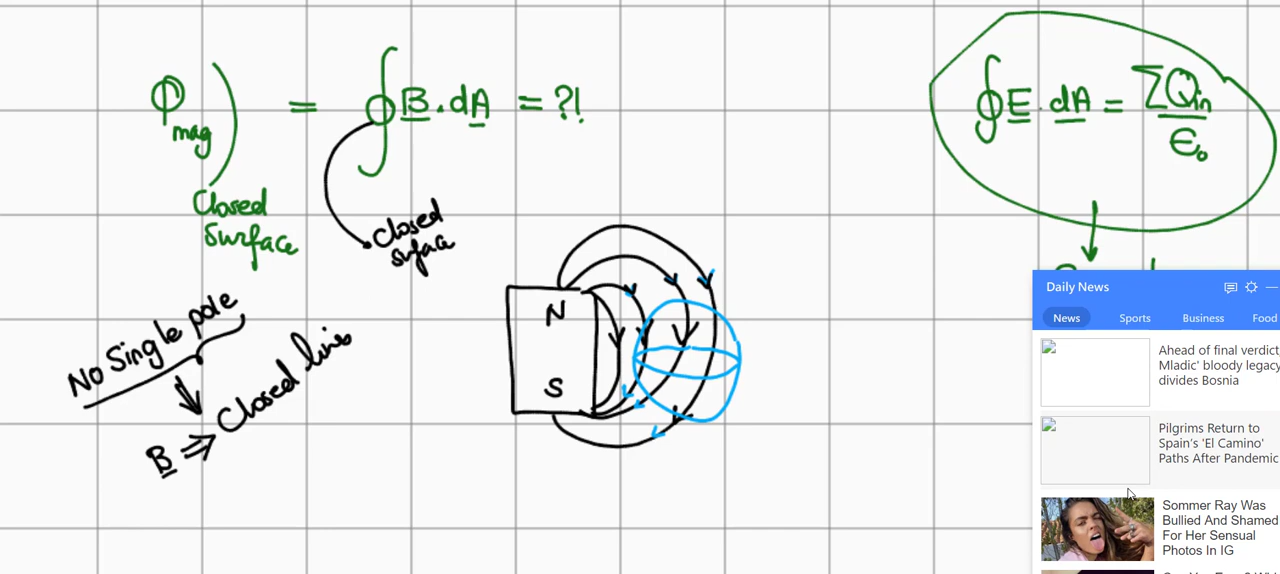 Φmag) Closed Surface = ∮ B . dA = ?!
Closed
surface
∮ E . dA = ΣQin / ϵ₀
No Single pole
B ⇒ Closed lines
N
S
Daily News
News Sports Business Food
Ahead of final verdict,
Mladic' bloody legacy
divides Bosnia
Pilgrims Return to
Spain's 'El Camino'
Paths After Pandemic
Sommer Ray Was
Bullied And Shamed
For Her Sensual
Photos In IG